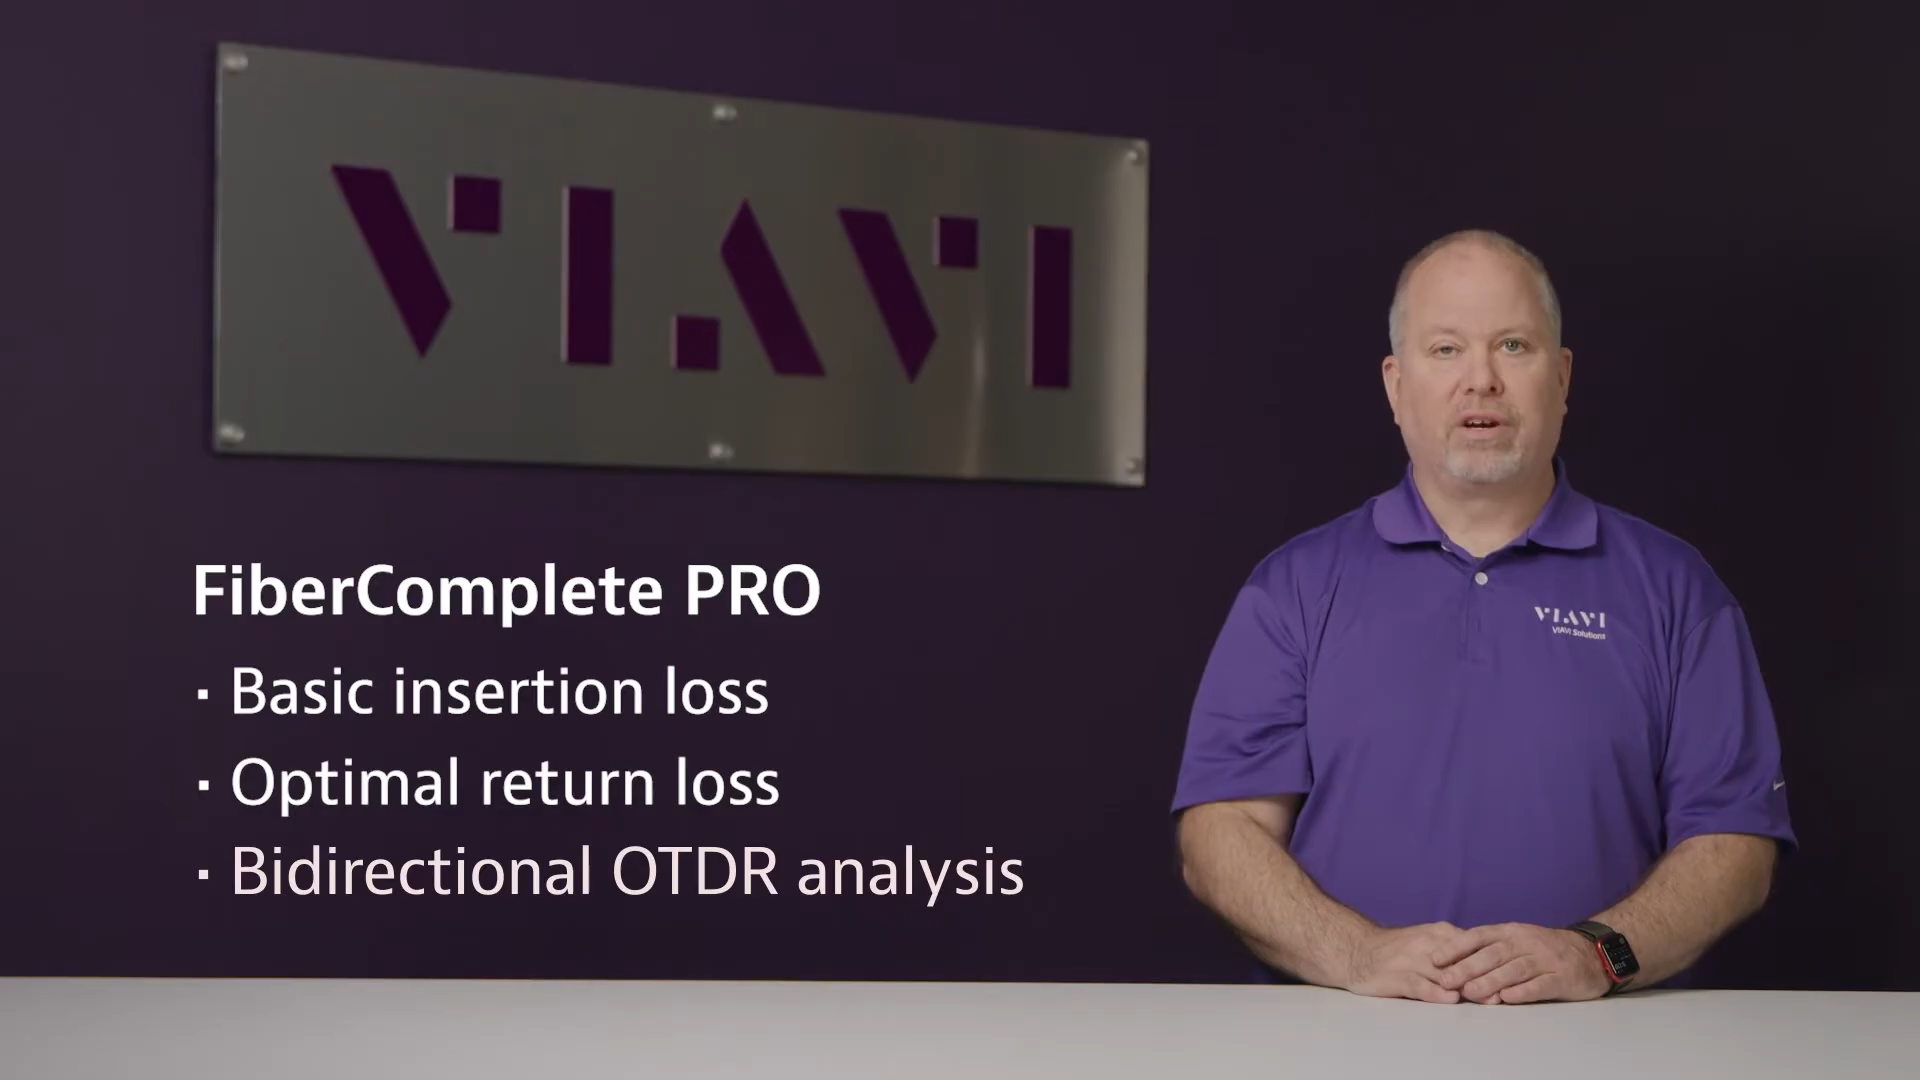 VIAVI
FiberComplete PRO
· Basic insertion loss
· Optimal return loss
· Bidirectional OTDR analysis
VIAVI
VIAVI Solutions